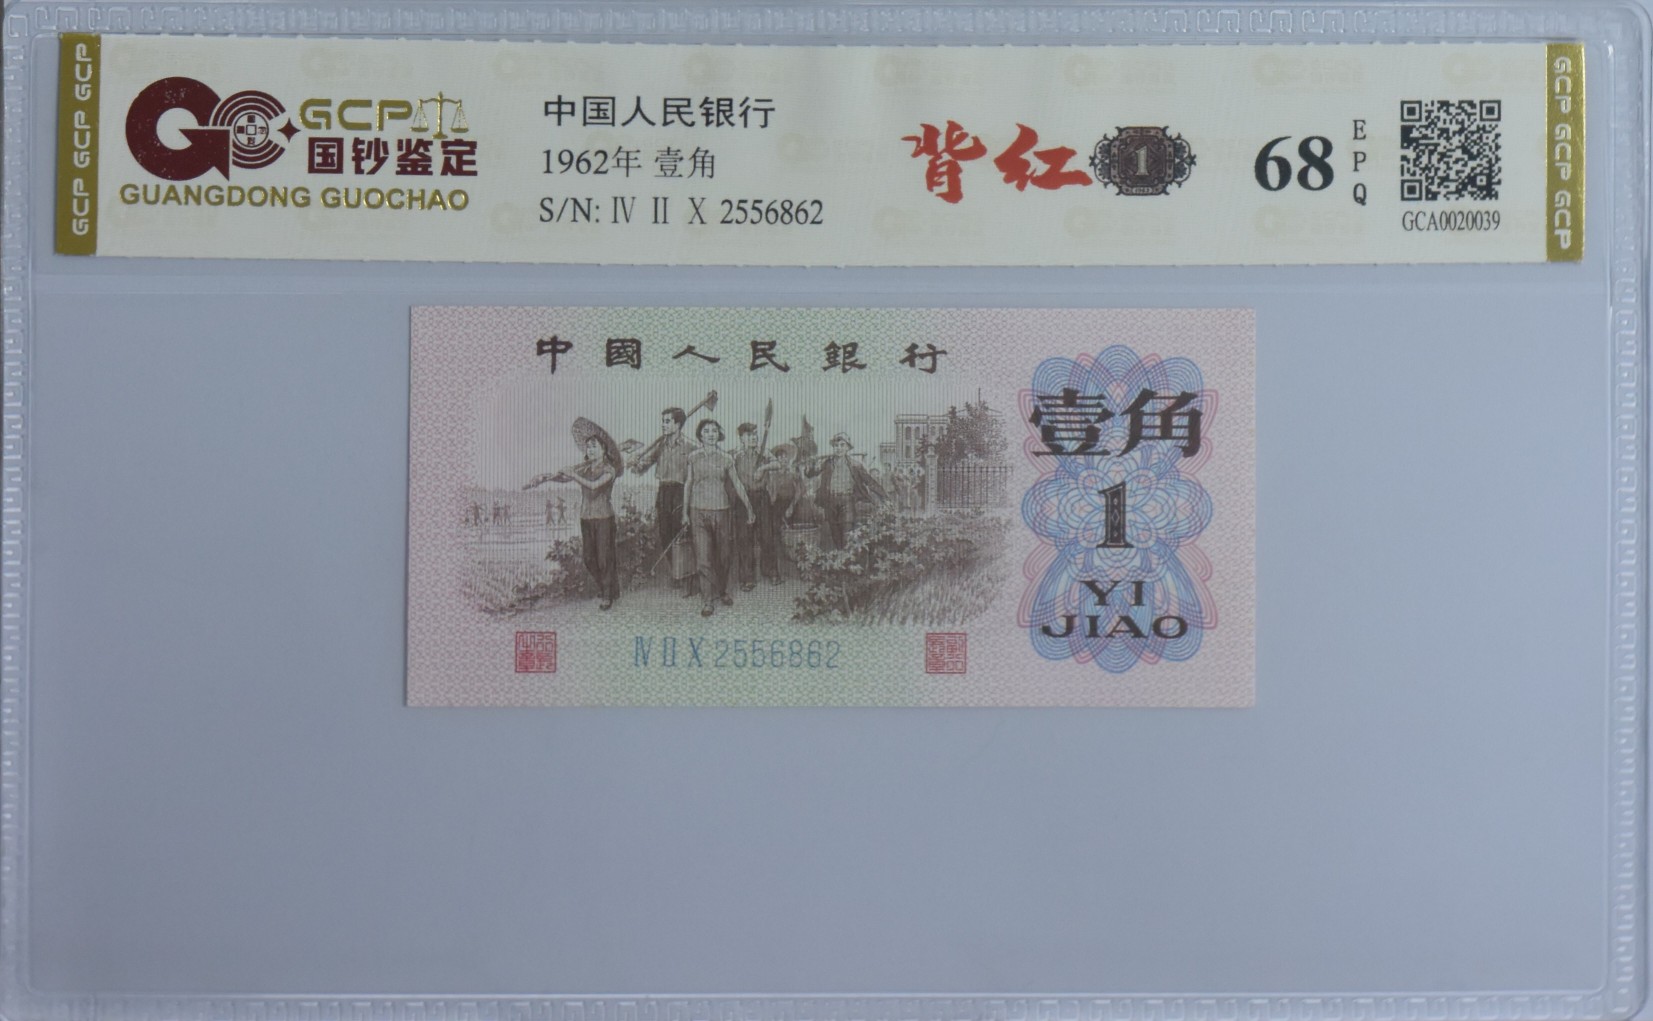 GCP GCP GCP
GCP
国钞鉴定
GUANGDONG GUOCHAO
中国人民银行
1962年 壹角
S/N: Ⅳ Ⅱ Ⅹ 2556862
背红
1
68
EPQ
GCA0020039
GCP GCP GCP
中國人民銀行
壹角
1
YI
JIAO
Ⅳ Ⅱ Ⅹ 2556862